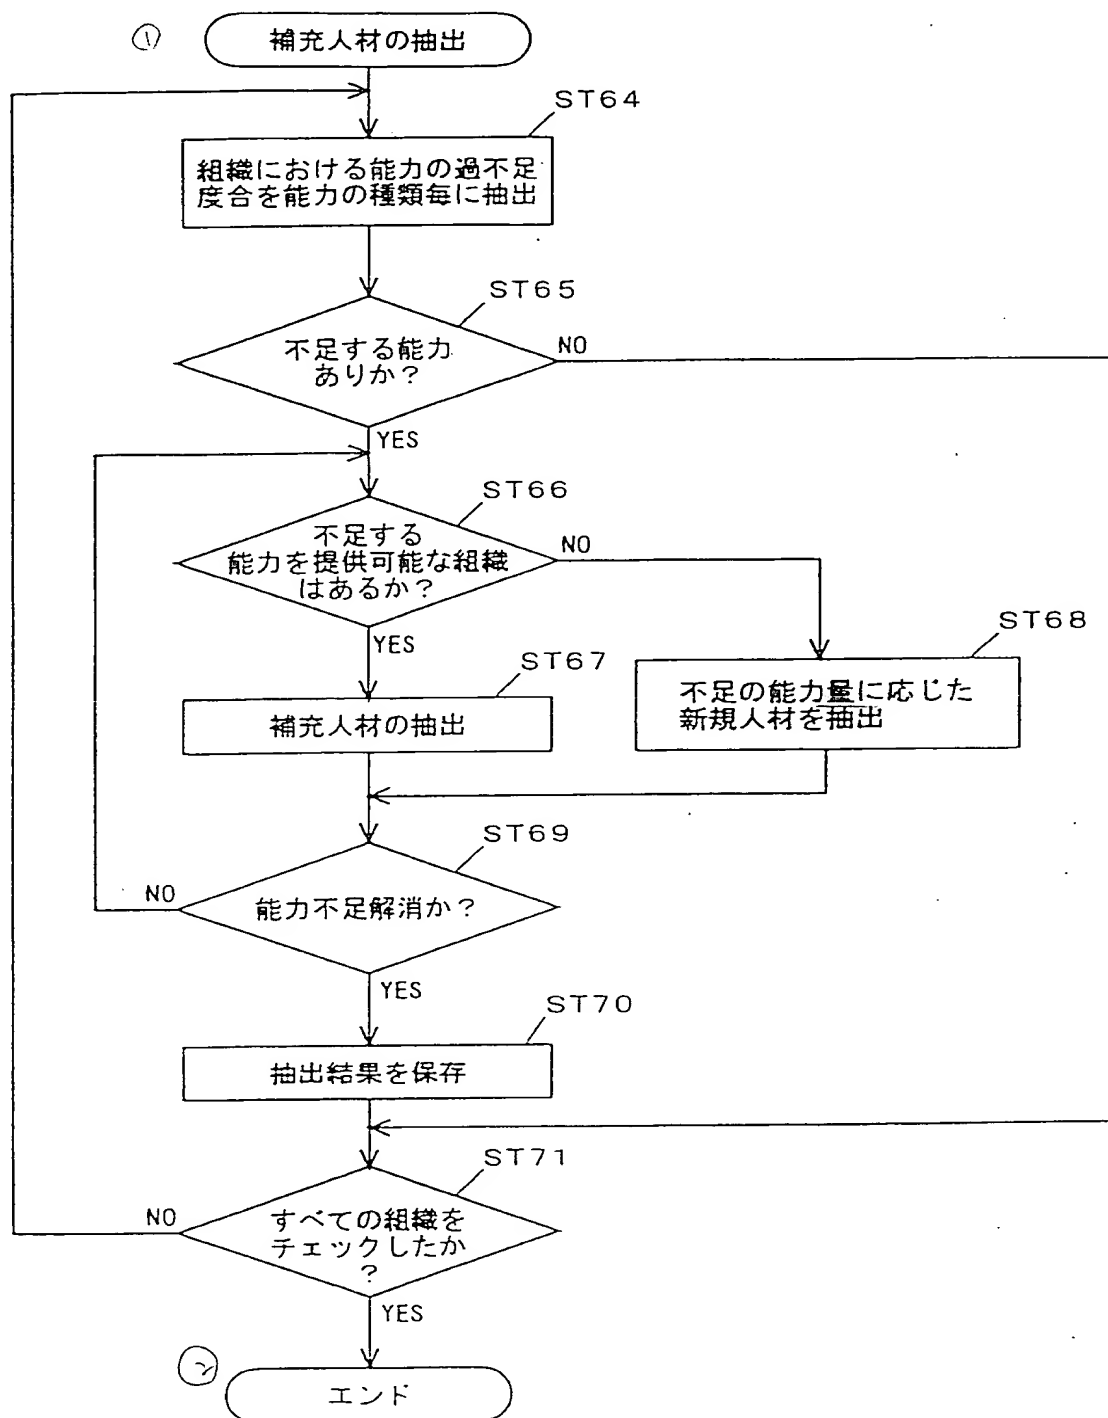 ①
補充人材の抽出
ST64
組織における能力の過不足
度合を能力の種類毎に抽出
ST65
不足する能力
ありか?
NO
YES
ST66
不足する
能力を提供可能な組織
はあるか?
NO
YES
ST67
補充人材の抽出
ST68
不足の能力量に応じた
新規人材を抽出
ST69
能力不足解消か?
NO
YES
ST70
抽出結果を保存
ST71
すべての組織を
チェックしたか
?
NO
YES
②
エンド